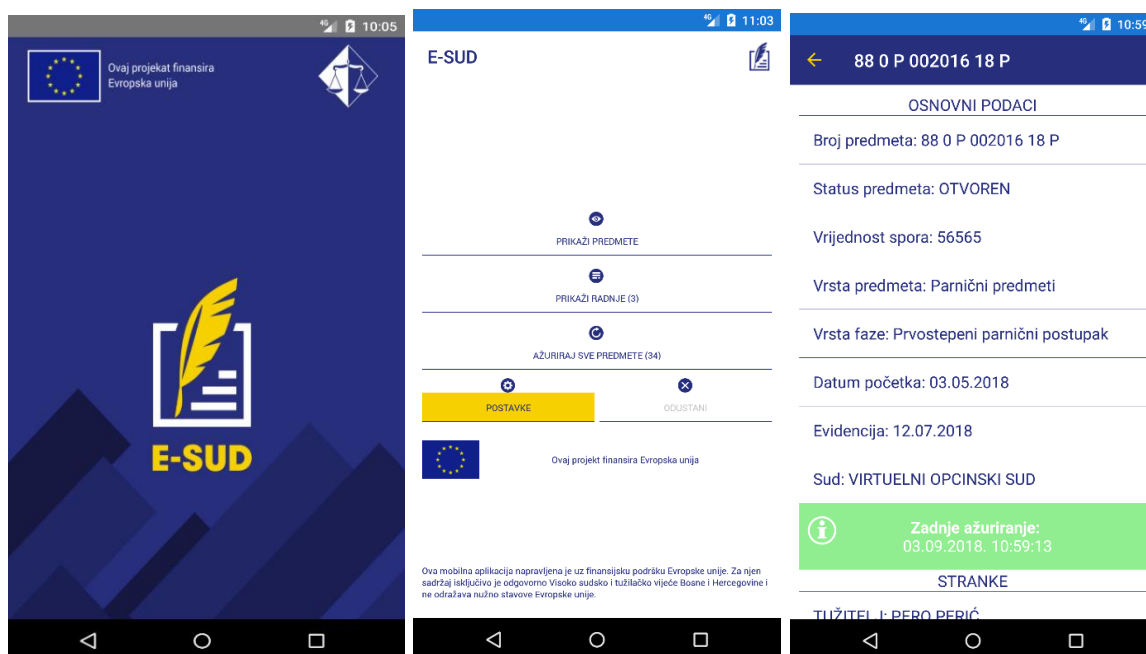 4G 10:05
Ovaj projekat finansira
Evropska unija
E-SUD
4G 11:03
E-SUD
PRIKAŽI PREDMETE
PRIKAŽI RADNJE (3)
AŽURIRAJ SVE PREDMETE (34)
POSTAVKE
ODUSTANI
Ovaj projekt finansira Evropska unija
Ova mobilna aplikacija napravljena je uz finansijsku podršku Evropske unije. Za njen
sadržaj isključivo je odgovorno Visoko sudsko i tužilačko vijeće Bosne i Hercegovine i
ne odražava nužno stavove Evropske unije.
4G 10:59
88 0 P 002016 18 P
OSNOVNI PODACI
Broj predmeta: 88 0 P 002016 18 P
Status predmeta: OTVOREN
Vrijednost spora: 56565
Vrsta predmeta: Parnični predmeti
Vrsta faze: Prvostepeni parnični postupak
Datum početka: 03.05.2018
Evidencija: 12.07.2018
Sud: VIRTUELNI OPCINSKI SUD
Zadnje ažuriranje:
03.09.2018. 10:59:13
STRANKE
TUŽITELJ: PERO PERIĆ